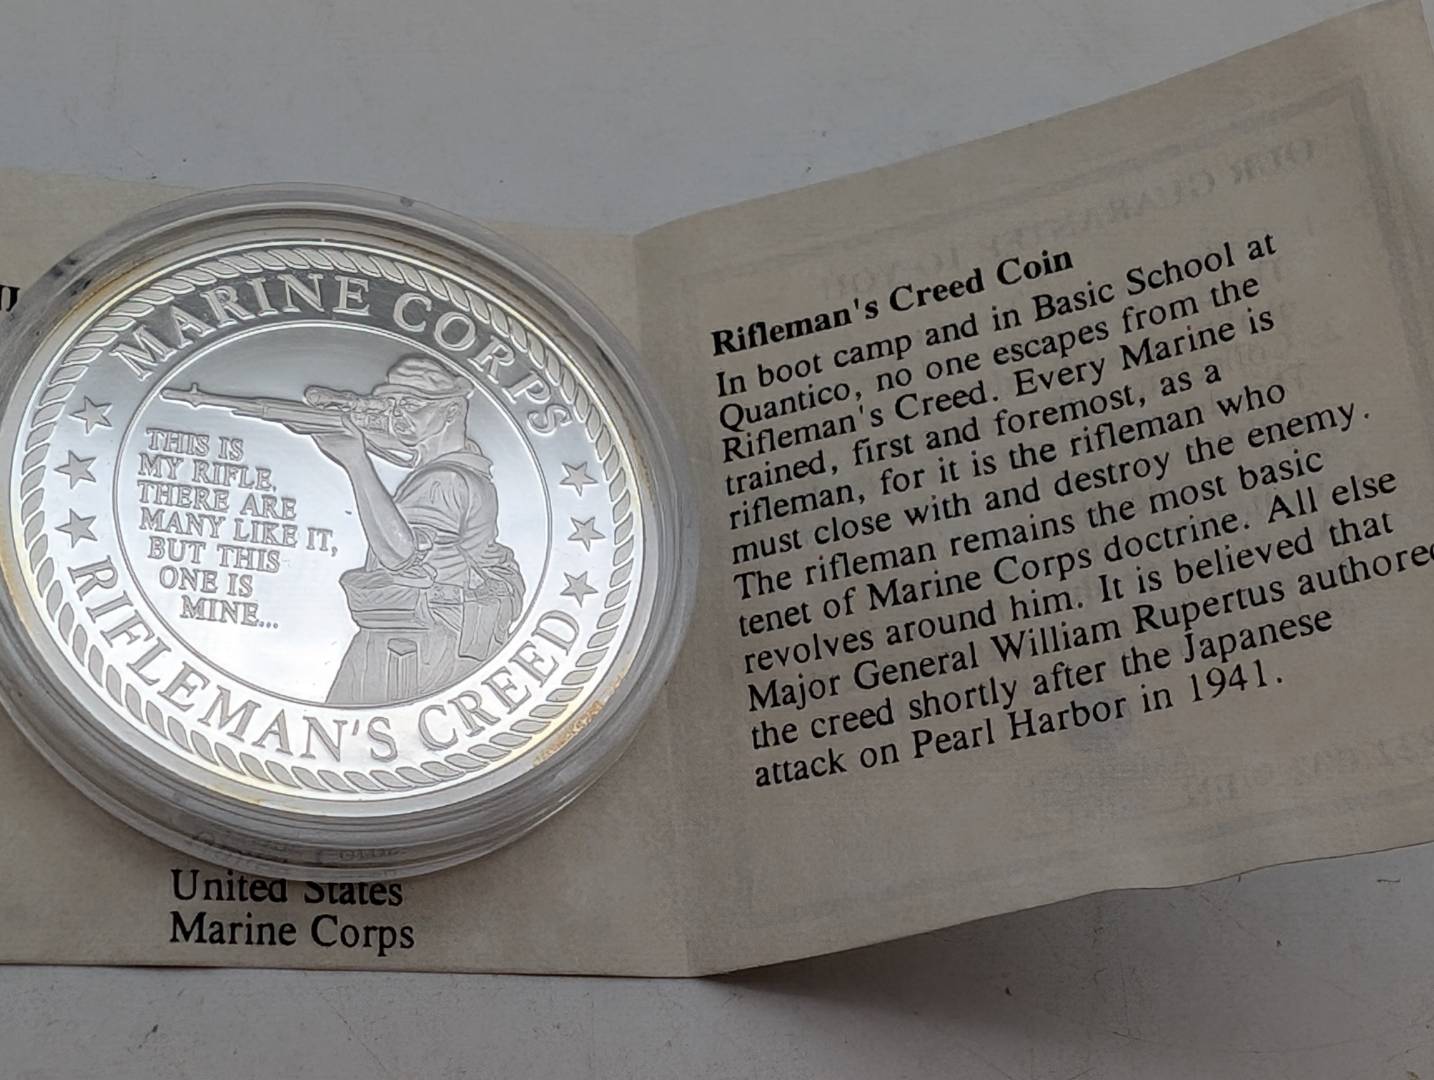 MARINE CORPS
THIS IS
MY RIFLE.
THERE ARE
MANY LIKE IT,
BUT THIS
ONE IS
MINE...
RIFLEMAN'S CREED
United States
Marine Corps
Rifleman's Creed Coin
In boot camp and in Basic School at
Quantico, no one escapes from the
Rifleman's Creed. Every Marine is
trained, first and foremost, as a
rifleman, for it is the rifleman who
must close with and destroy the enemy.
The rifleman remains the most basic
tenet of Marine Corps doctrine. All else
revolves around him. It is believed that
Major General William Rupertus authored
the creed shortly after the Japanese
attack on Pearl Harbor in 1941.
OUR GUARANTEE TO YOU